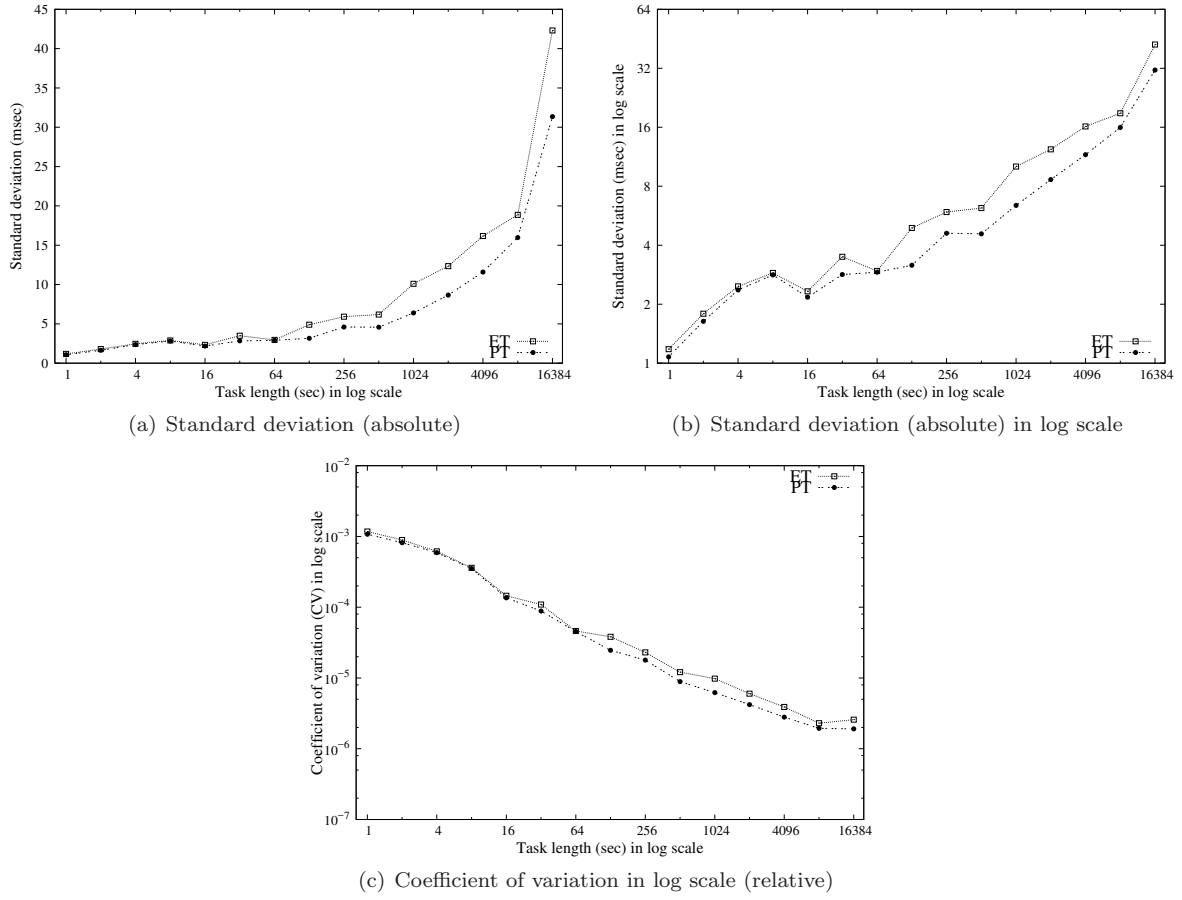 45
40
35
30
25
20
15
10
5
0
Standard deviation (msec)
ET
PT
1 4 16 64 256 1024 4096 16384
Task length (sec) in log scale
(a) Standard deviation (absolute)
64
32
16
8
4
2
1
Standard deviation (msec) in log scale
ET
PT
1 4 16 64 256 1024 4096 16384
Task length (sec) in log scale
(b) Standard deviation (absolute) in log scale
10⁻²
10⁻³
10⁻⁴
10⁻⁵
10⁻⁶
10⁻⁷
Coefficient of variation (CV) in log scale
ET
PT
1 4 16 64 256 1024 4096 16384
Task length (sec) in log scale
(c) Coefficient of variation in log scale (relative)